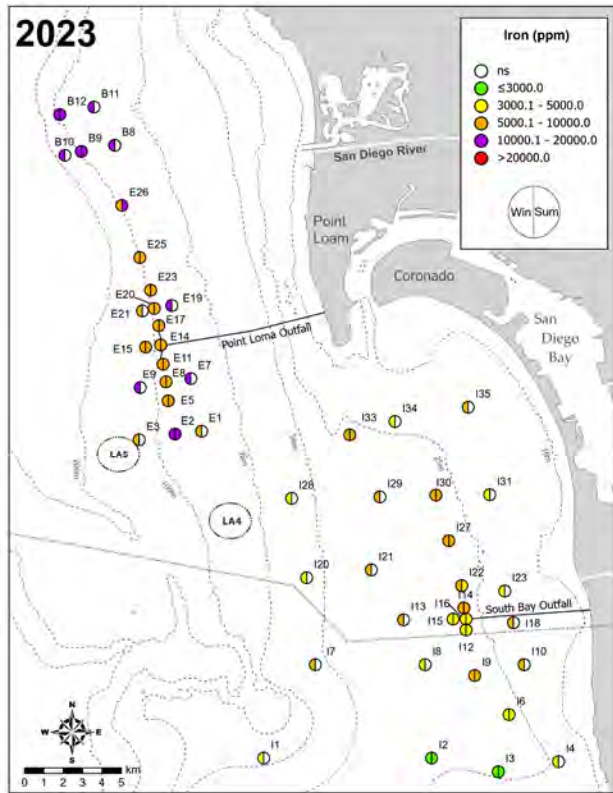 2023
Iron (ppm)
ns
≤3000.0
3000.1 - 5000.0
5000.1 - 10000.0
10000.1 - 20000.0
>20000.0
Win Sum
B11
B12
B8
B9
B10
San Diego River
Point
Loam
E26
Coronado
E25
San
Diego
Bay
E23
E20
E19
E21
E17
Point Loma Outfall
E14
E15
E11
E7
E9
E8
E5
E3
E2
E1
LA5
I35
I34
I33
I28
I29
I30
I31
LA4
I27
I21
I20
I22
I23
I14
I16
South Bay Outfall
I13
I15
I18
I12
I7
I8
I9
I10
I6
N
W E
S
I1
I2
I3
I4
0 1 2 3 4 5 km